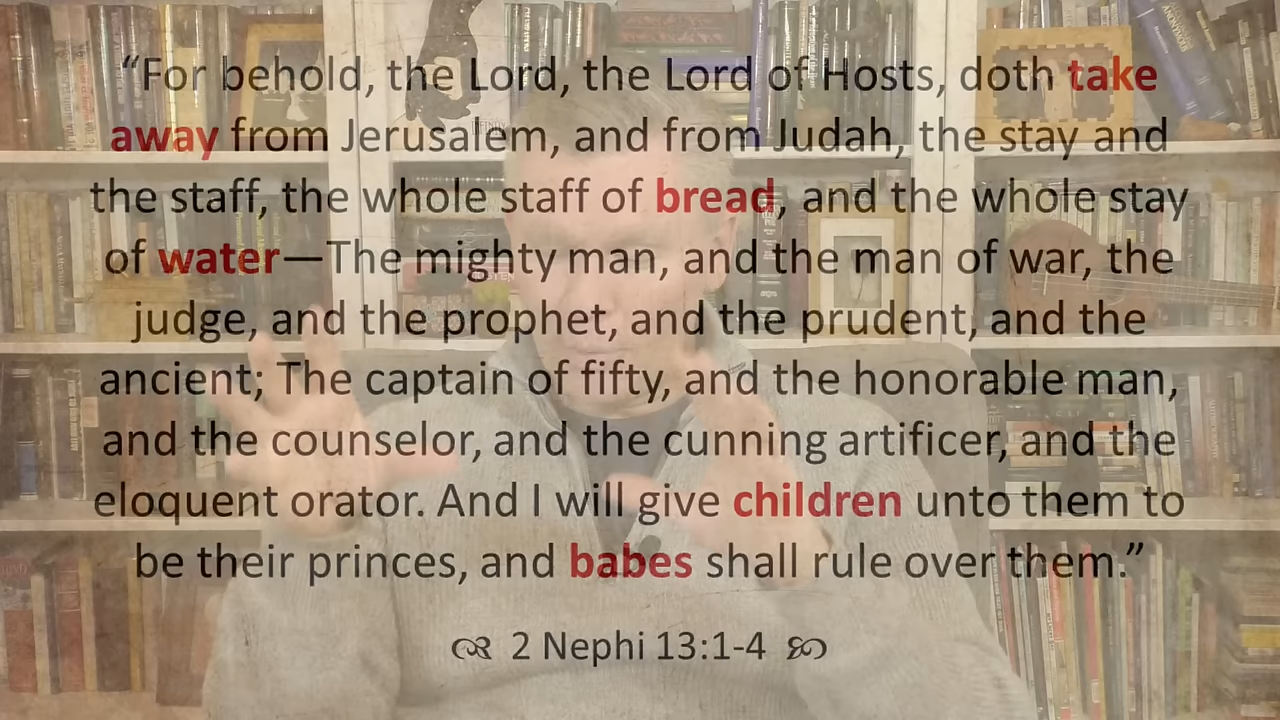 “For behold, the Lord, the Lord of Hosts, doth take
away from Jerusalem, and from Judah, the stay and
the staff, the whole staff of bread, and the whole stay
of water—The mighty man, and the man of war, the
judge, and the prophet, and the prudent, and the
ancient; The captain of fifty, and the honorable man,
and the counselor, and the cunning artificer, and the
eloquent orator. And I will give children unto them to
be their princes, and babes shall rule over them.”
2 Nephi 13:1-4